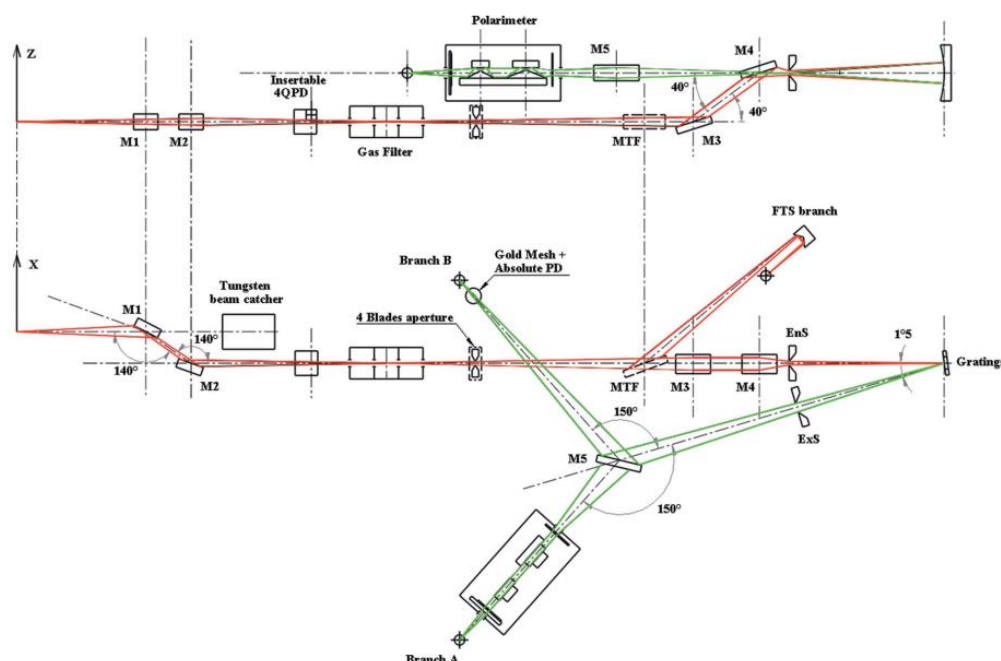 Polarimeter
Z
M5
M4
Insertable
4QPD
40°
40°
M1
M2
Gas Filter
MTF
M3
FTS branch
X
Gold Mesh +
Absolute PD
Branch B
Tungsten
beam catcher
M1
4 Blades aperture
EnS
1°5
140°
140°
M2
MTF
M3
M4
Grating
150°
ExS
M5
150°
Branch A